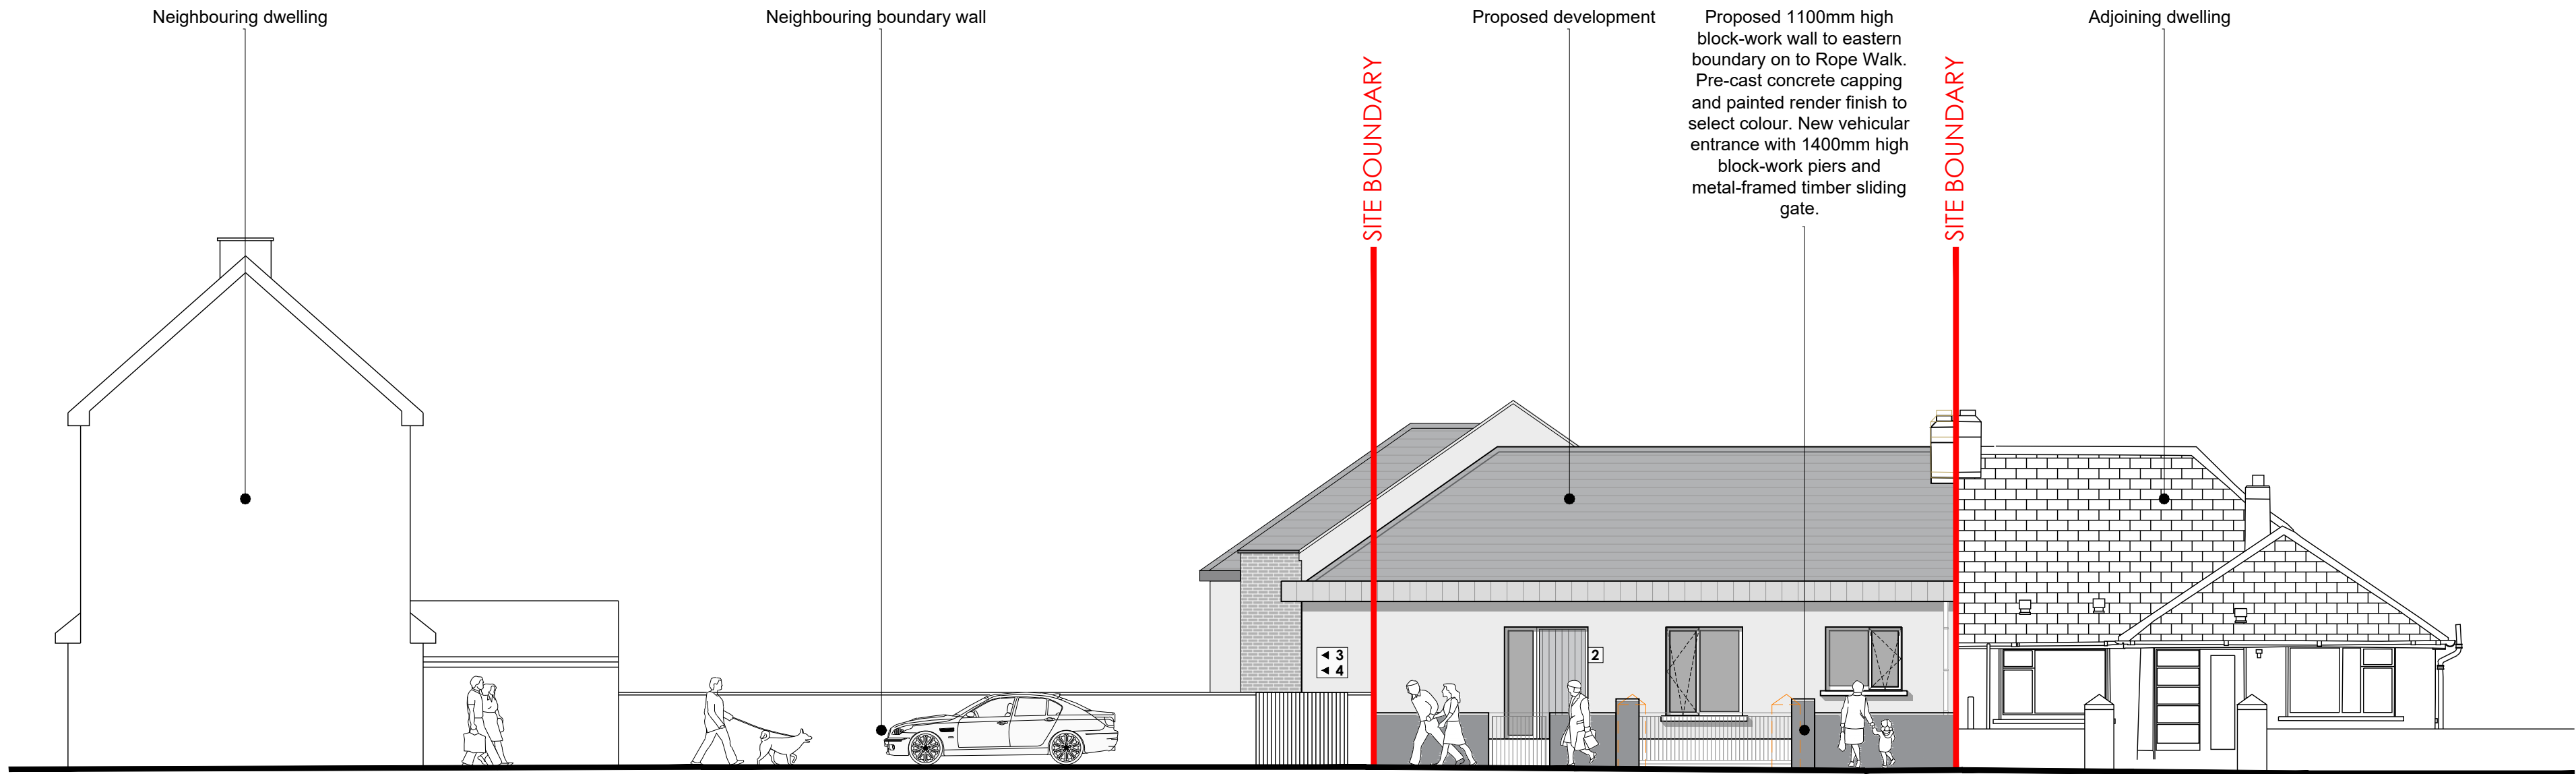 Neighbouring dwelling
Neighbouring boundary wall
Proposed development
Proposed 1100mm high
block-work wall to eastern
boundary on to Rope Walk.
Pre-cast concrete capping
and painted render finish to
select colour. New vehicular
entrance with 1400mm high
block-work piers and
metal-framed timber sliding
gate.
Adjoining dwelling
SITE BOUNDARY
SITE BOUNDARY
◄ 3
◄ 4
2